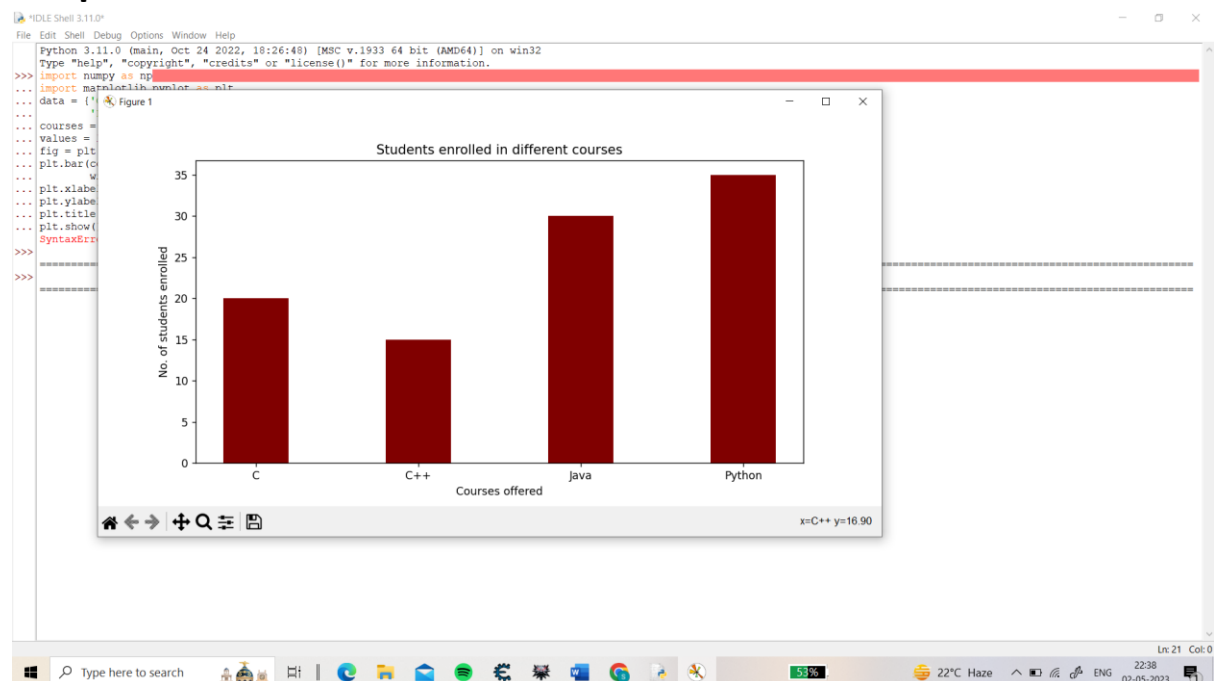 *IDLE Shell 3.11.0*
File Edit Shell Debug Options Window Help
Python 3.11.0 (main, Oct 24 2022, 18:26:48) [MSC v.1933 64 bit (AMD64)] on win32
Type "help", "copyright", "credits" or "license()" for more information.
>>> import numpy as np
... import matplotlib.pyplot as plt
... data = {'
... '
... courses =
... values =
... fig = plt
... plt.bar(c
... w
... plt.xlabe
... plt.ylabe
... plt.title
... plt.show(
SyntaxErr
>>>
>>>
Figure 1
Students enrolled in different courses
No. of students enrolled
35
30
25
20
15
10
5
0
C C++ Java Python
Courses offered
x=C++ y=16.90
Ln: 21 Col: 0
Type here to search
53%
22°C Haze
ENG
22:38
02-05-2023